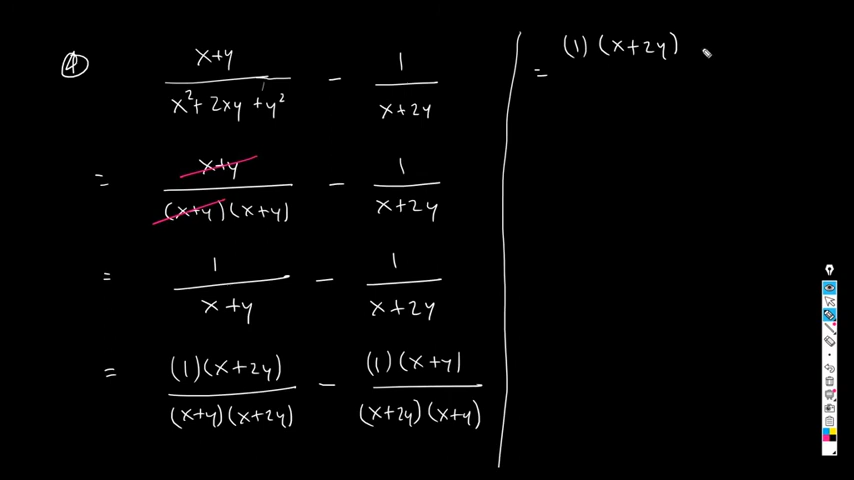 ④ (x+y)/(x²+2xy+y²) − 1/(x+2y)
= (x+y)/((x+y)(x+y)) − 1/(x+2y)
= 1/(x+y) − 1/(x+2y)
= (1)(x+2y)/((x+y)(x+2y)) − (1)(x+y)/((x+2y)(x+y))
= (1)(x+2y)